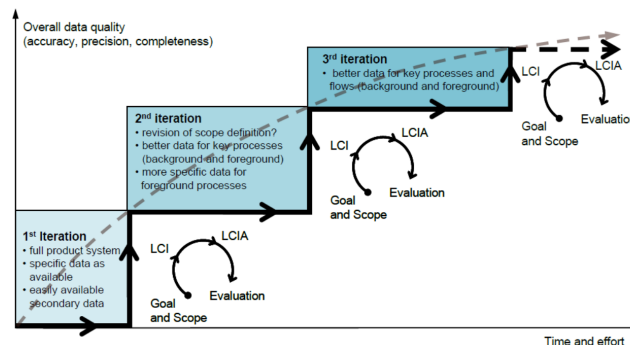 Overall data quality
(accuracy, precision, completeness)
3rd iteration
• better data for key processes and
flows (background and foreground)
LCI
LCIA
Goal
and Scope
Evaluation
2nd iteration
• revision of scope definition?
• better data for key processes
(background and foreground)
• more specific data for
foreground processes
LCI
LCIA
Goal
and Scope
Evaluation
1st Iteration
• full product system
• specific data as
available
• easily available
secondary data
LCI
LCIA
Goal
and Scope
Evaluation
Time and effort